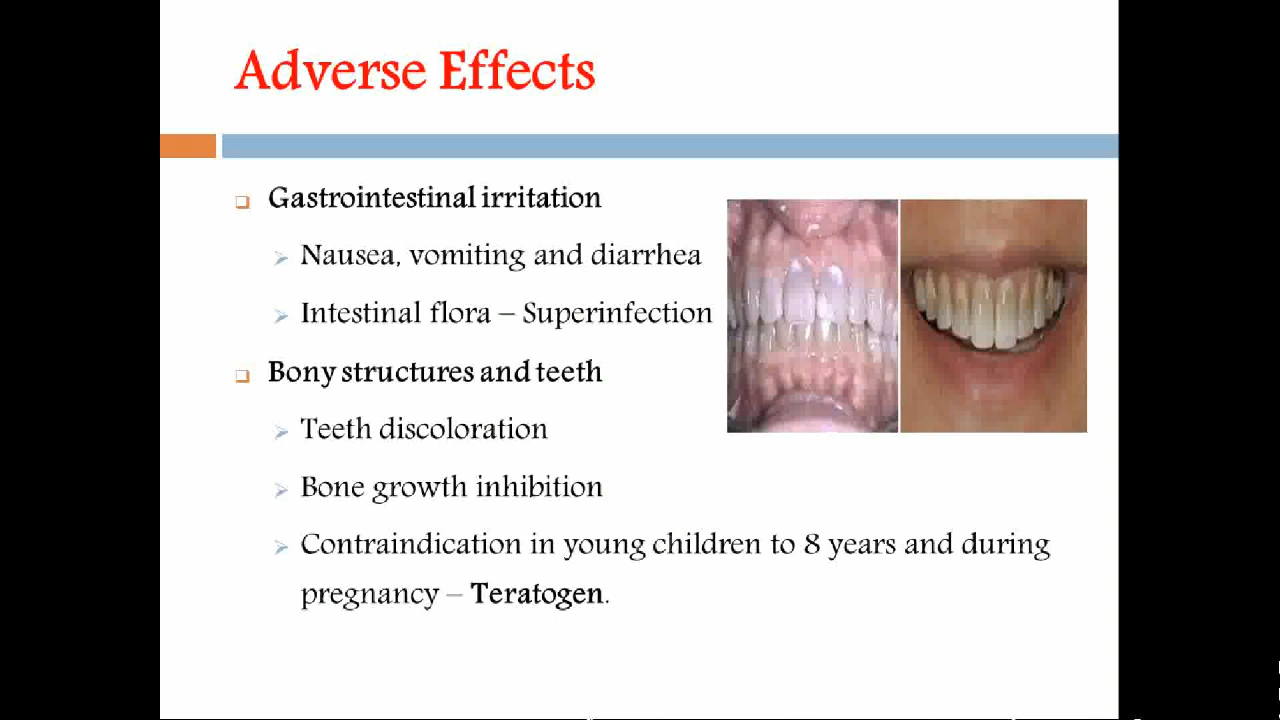 Adverse Effects
Gastrointestinal irritation
Nausea, vomiting and diarrhea
Intestinal flora – Superinfection
Bony structures and teeth
Teeth discoloration
Bone growth inhibition
Contraindication in young children to 8 years and during
pregnancy – Teratogen.